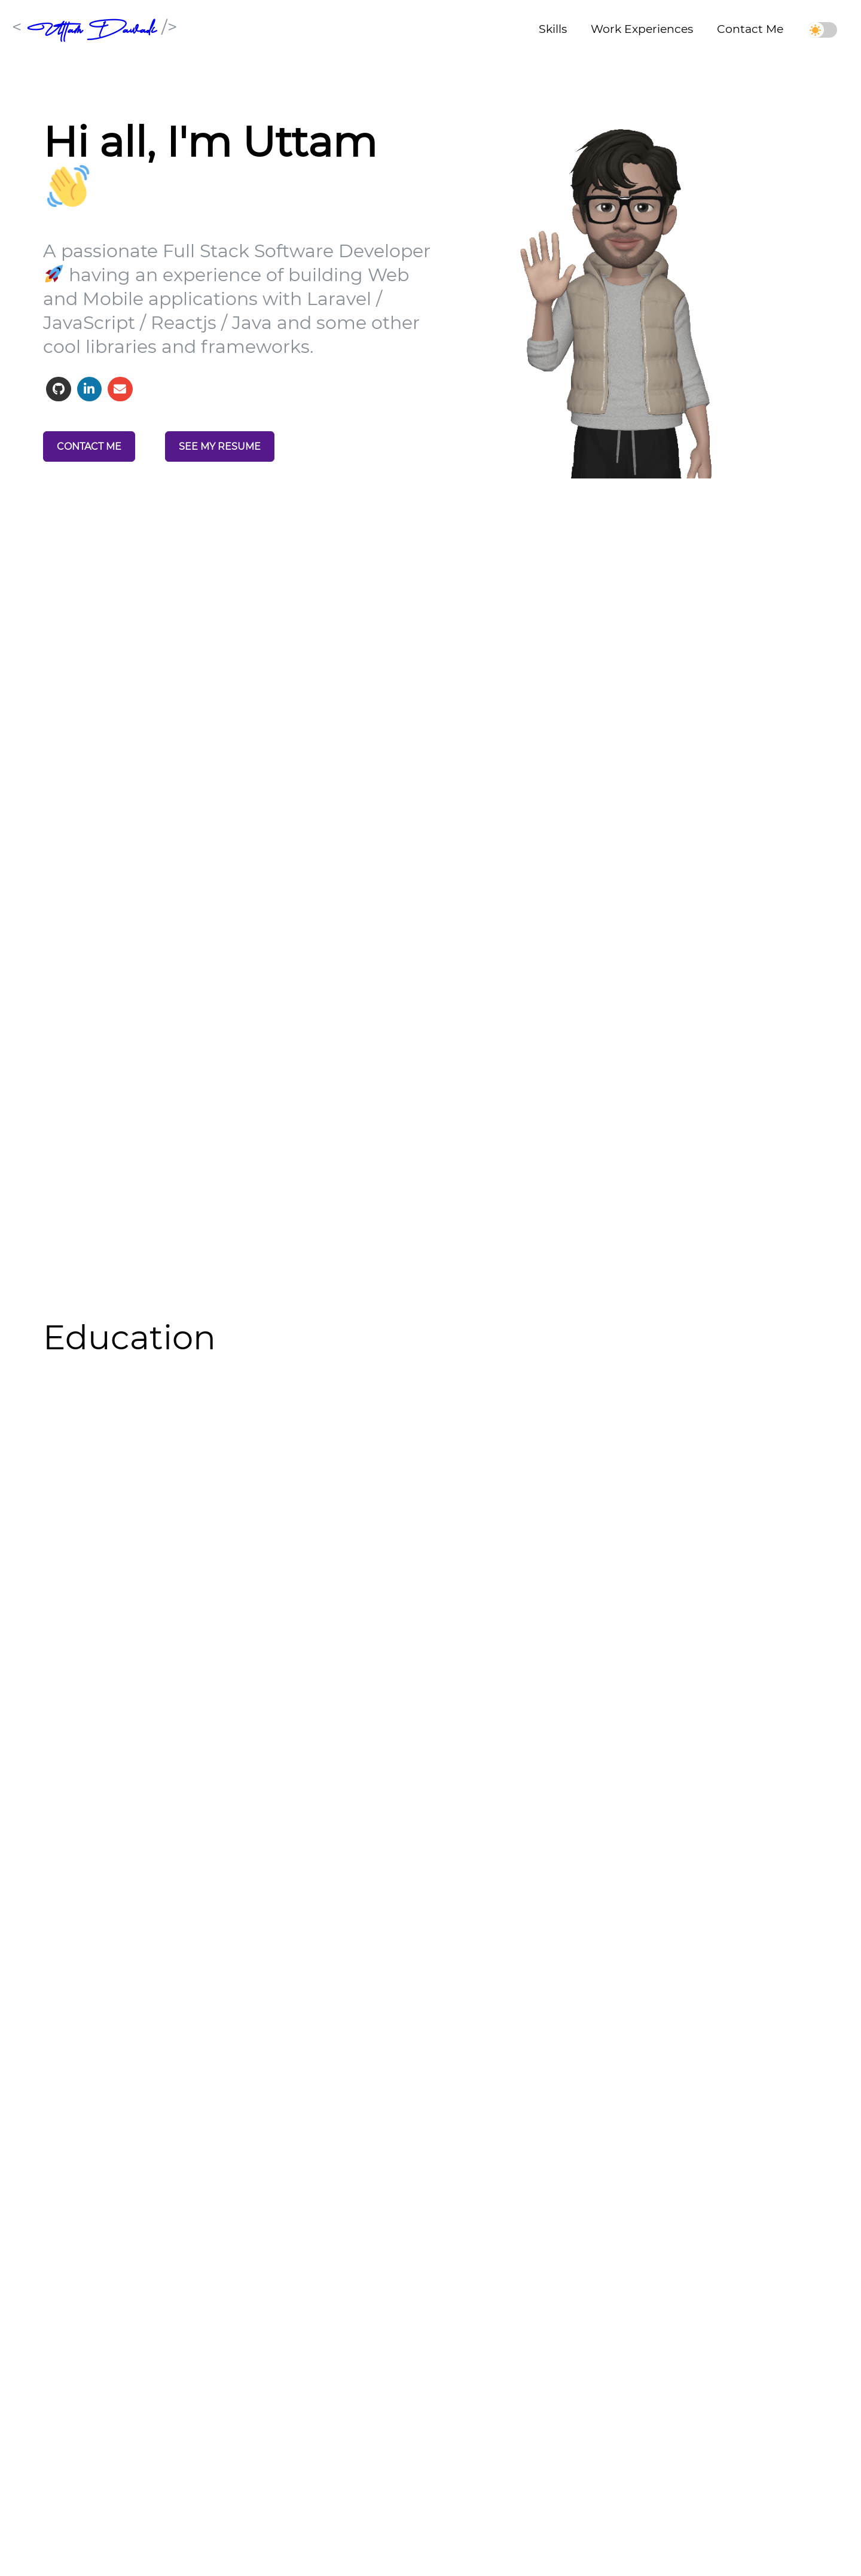 < Uttam Dawadi />
Skills
Work Experiences
Contact Me
Hi all, I'm Uttam
👋
A passionate Full Stack Software Developer
🚀 having an experience of building Web
and Mobile applications with Laravel /
JavaScript / Reactjs / Java and some other
cool libraries and frameworks.
in
CONTACT ME
SEE MY RESUME
Education